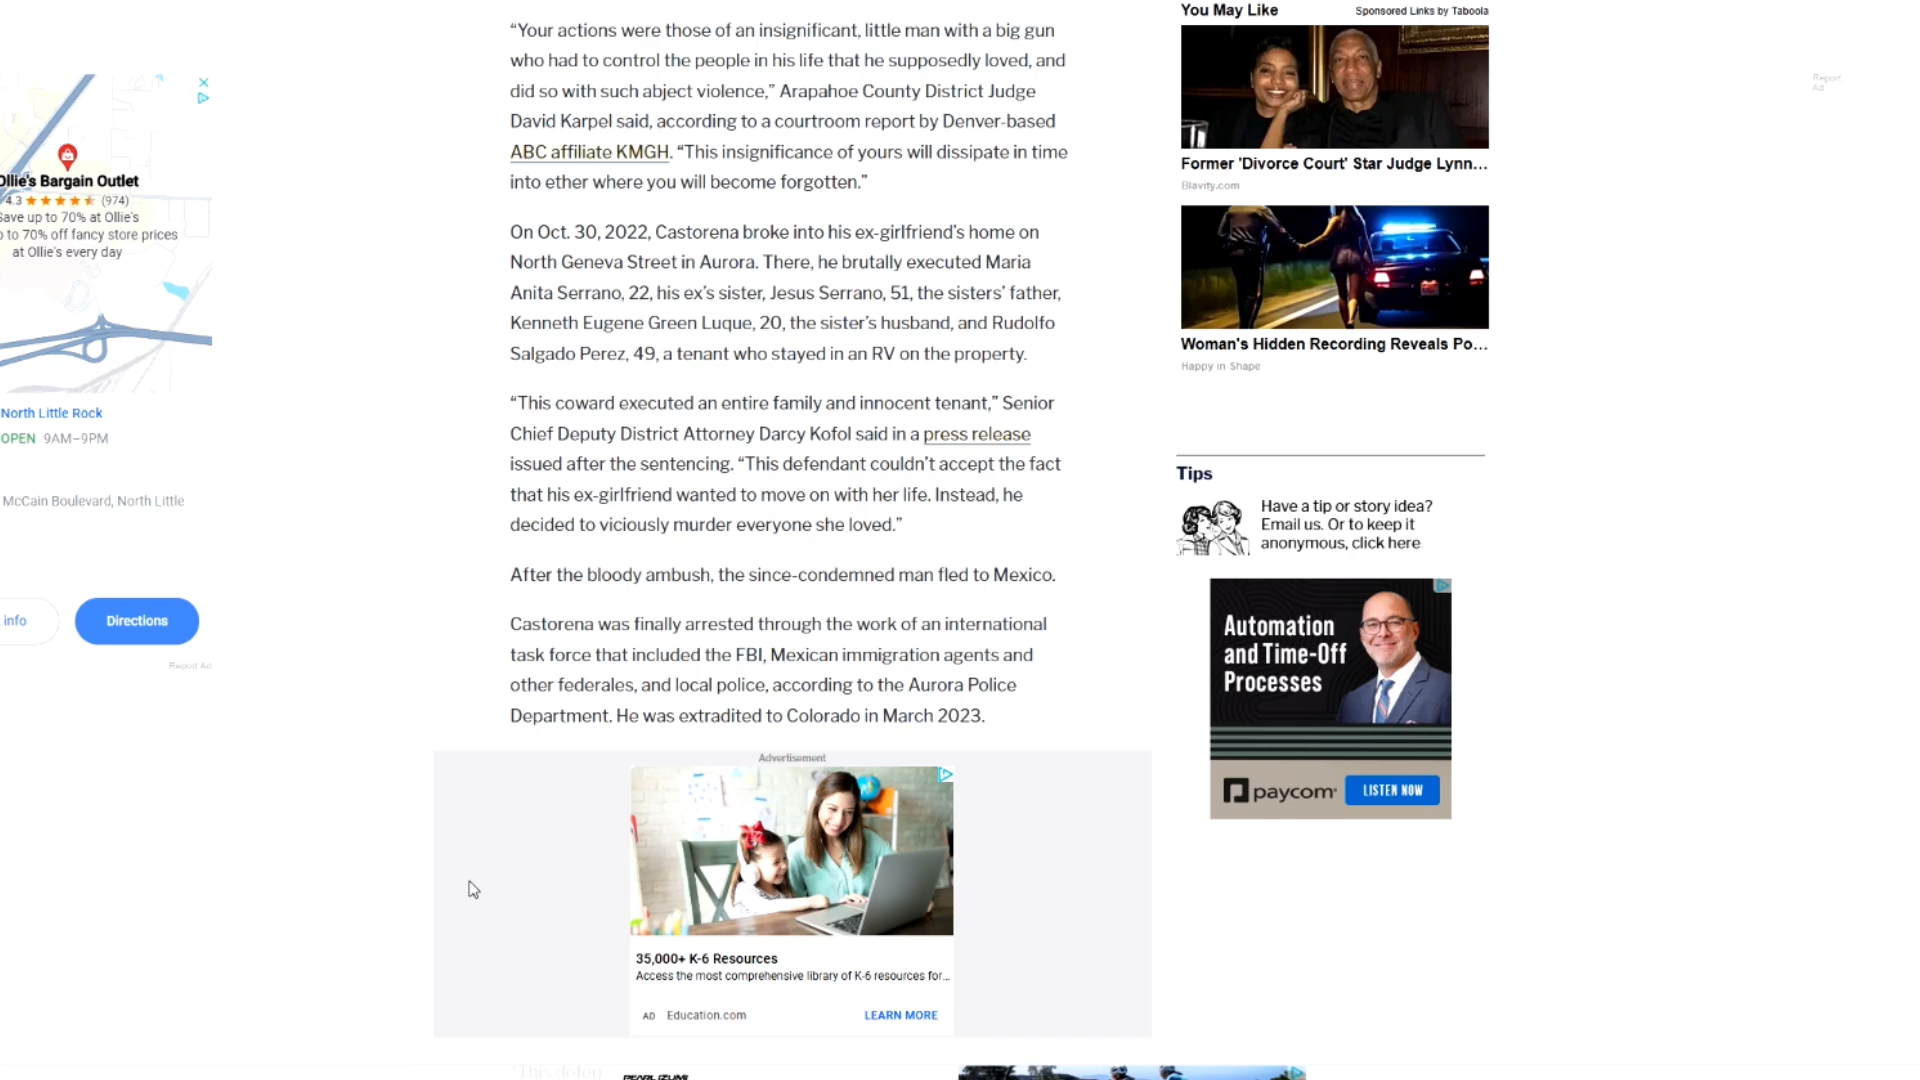 You May Like
Sponsored Links by Taboola
“Your actions were those of an insignificant, little man with a big gun
who had to control the people in his life that he supposedly loved, and
did so with such abject violence,” Arapahoe County District Judge
David Karpel said, according to a courtroom report by Denver-based
ABC affiliate KMGH. “This insignificance of yours will dissipate in time
into ether where you will become forgotten.”
On Oct. 30, 2022, Castorena broke into his ex-girlfriend’s home on
North Geneva Street in Aurora. There, he brutally executed Maria
Anita Serrano, 22, his ex’s sister, Jesus Serrano, 51, the sisters’ father,
Kenneth Eugene Green Luque, 20, the sister’s husband, and Rudolfo
Salgado Perez, 49, a tenant who stayed in an RV on the property.
“This coward executed an entire family and innocent tenant,” Senior
Chief Deputy District Attorney Darcy Kofol said in a press release
issued after the sentencing. “This defendant couldn’t accept the fact
that his ex-girlfriend wanted to move on with her life. Instead, he
decided to viciously murder everyone she loved.”
After the bloody ambush, the since-condemned man fled to Mexico.
Castorena was finally arrested through the work of an international
task force that included the FBI, Mexican immigration agents and
other federales, and local police, according to the Aurora Police
Department. He was extradited to Colorado in March 2023.
Ollie's Bargain Outlet
4.3 (974)
Save up to 70% at Ollie's
to 70% off fancy store prices
at Ollie's every day
North Little Rock
OPEN 9AM–9PM
McCain Boulevard, North Little
info
Directions
Report Ad
Former 'Divorce Court' Star Judge Lynn...
Blavity.com
Woman's Hidden Recording Reveals Po...
Happy in Shape
Tips
Have a tip or story idea?
Email us. Or to keep it
anonymous, click here
Automation
and Time-Off
Processes
paycom
LISTEN NOW
Report
Ad
Advertisement
35,000+ K-6 Resources
Access the most comprehensive library of K-6 resources for...
AD Education.com
LEARN MORE
“This defen
PEARL IZUMI